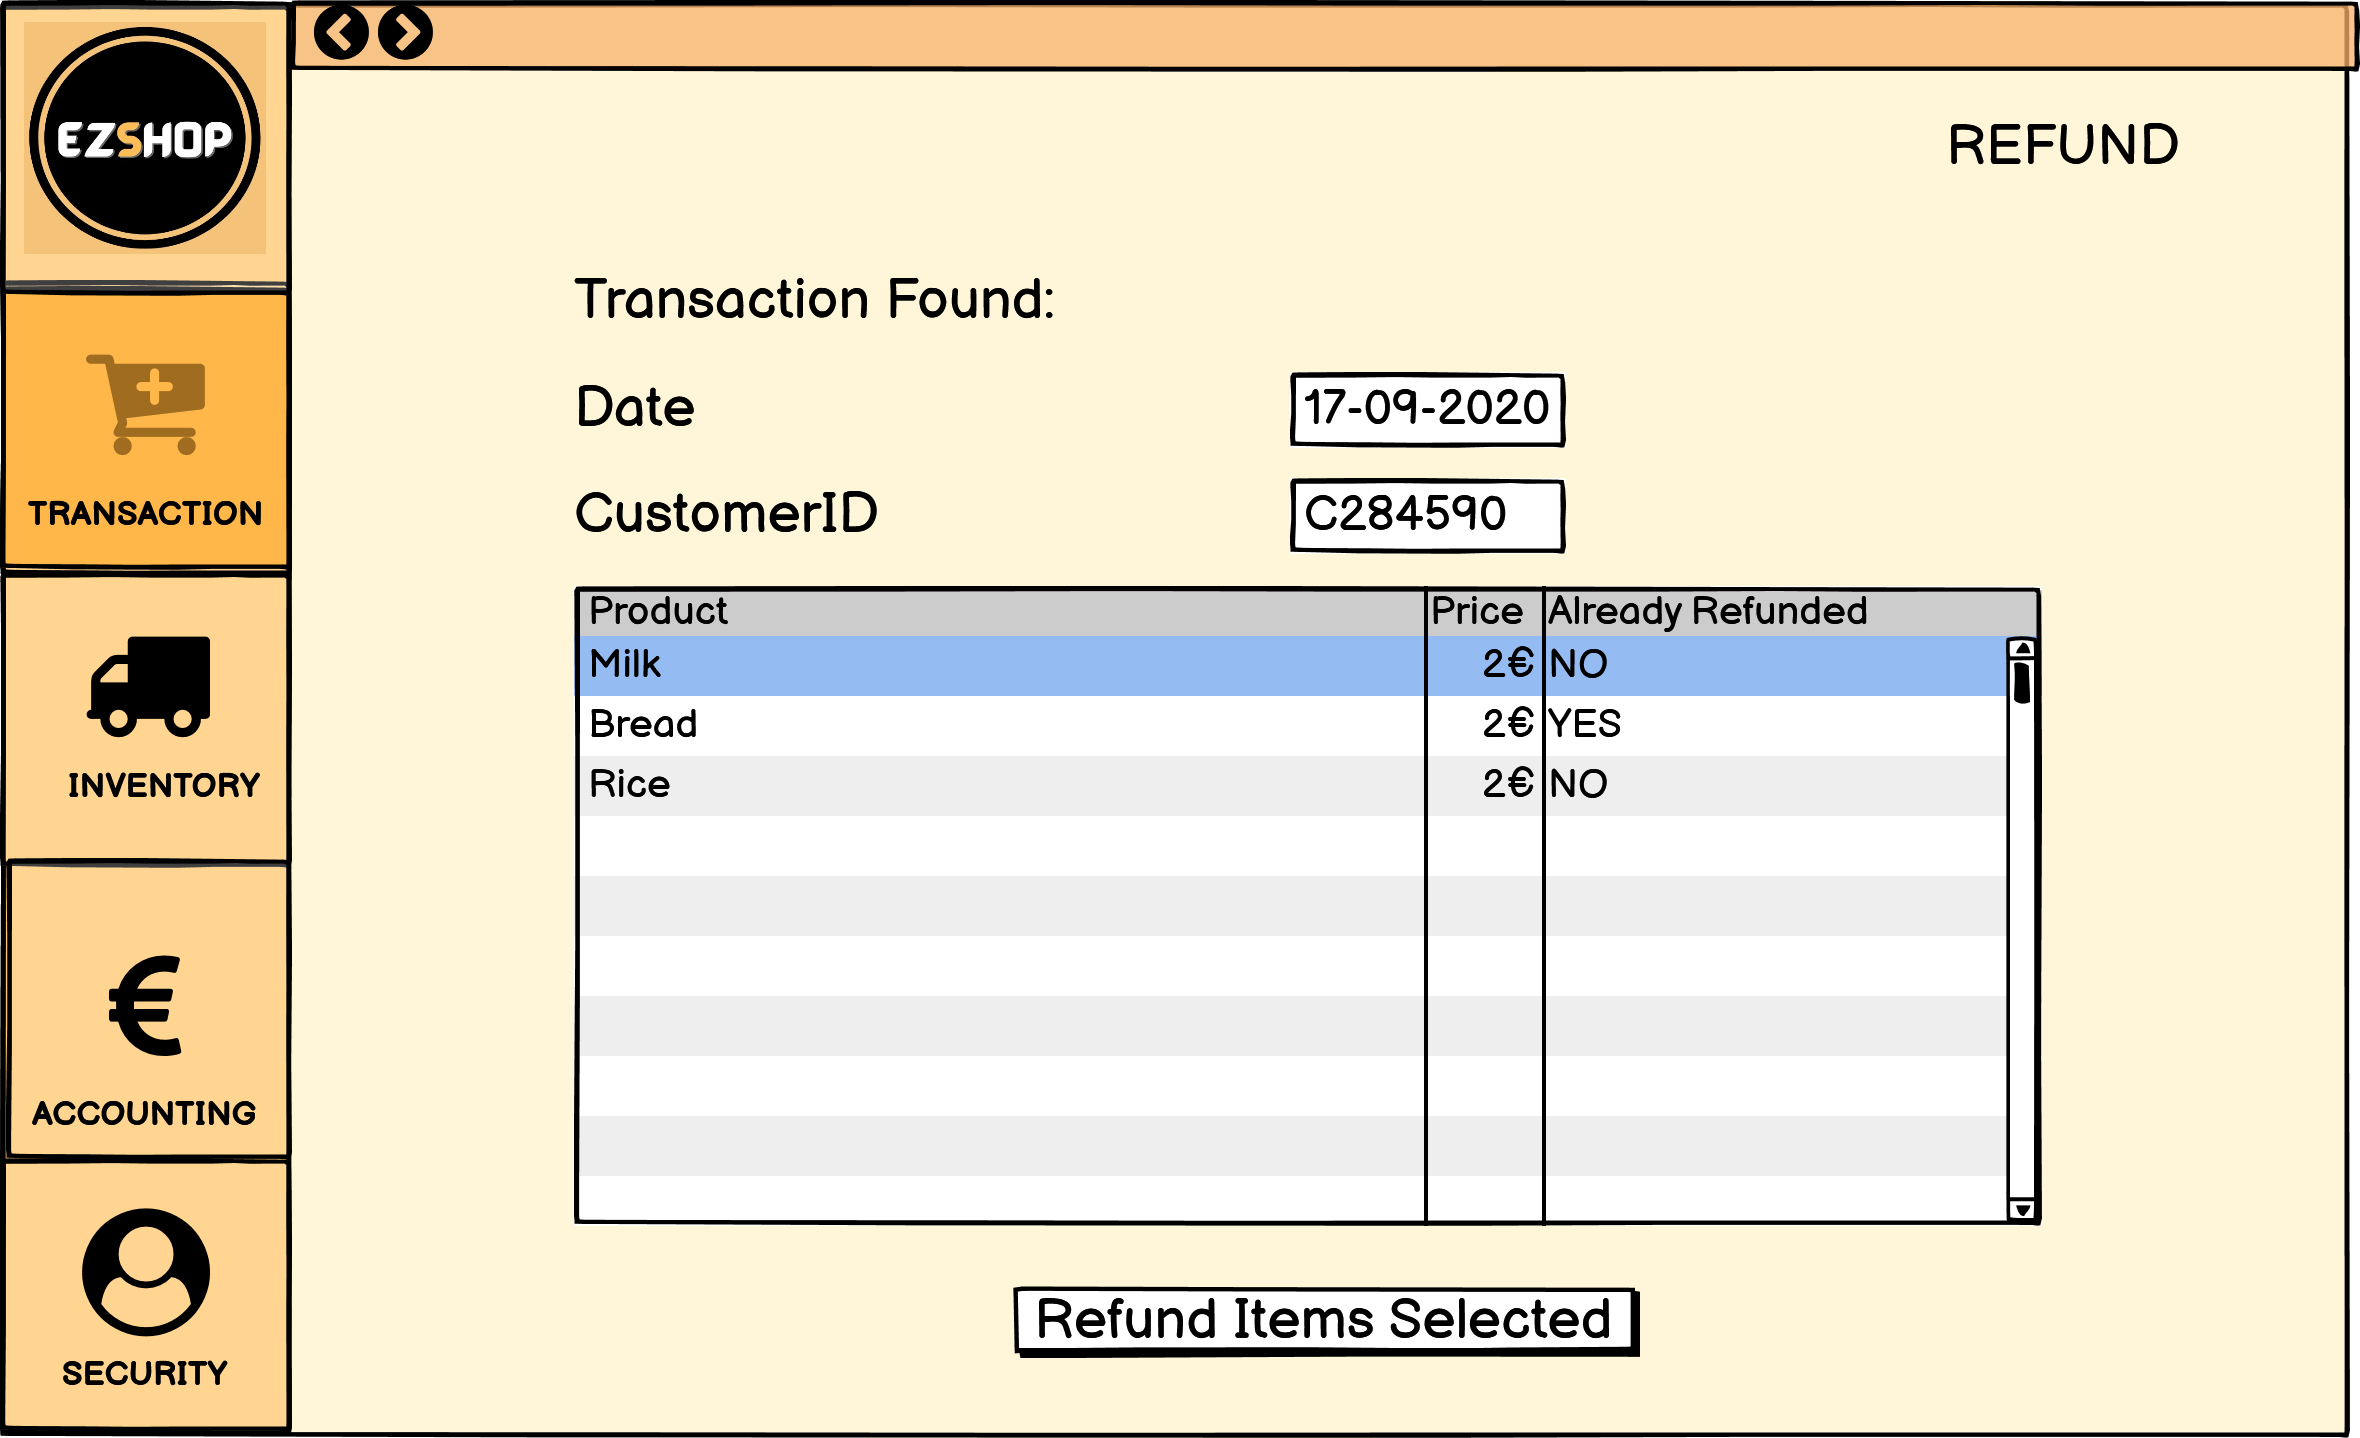 EZSHOP
REFUND
Transaction Found:
Date 17-09-2020
CustomerID C284590
Product Price Already Refunded
Milk 2€ NO
Bread 2€ YES
Rice 2€ NO
Refund Items Selected
TRANSACTION
INVENTORY
€
ACCOUNTING
SECURITY